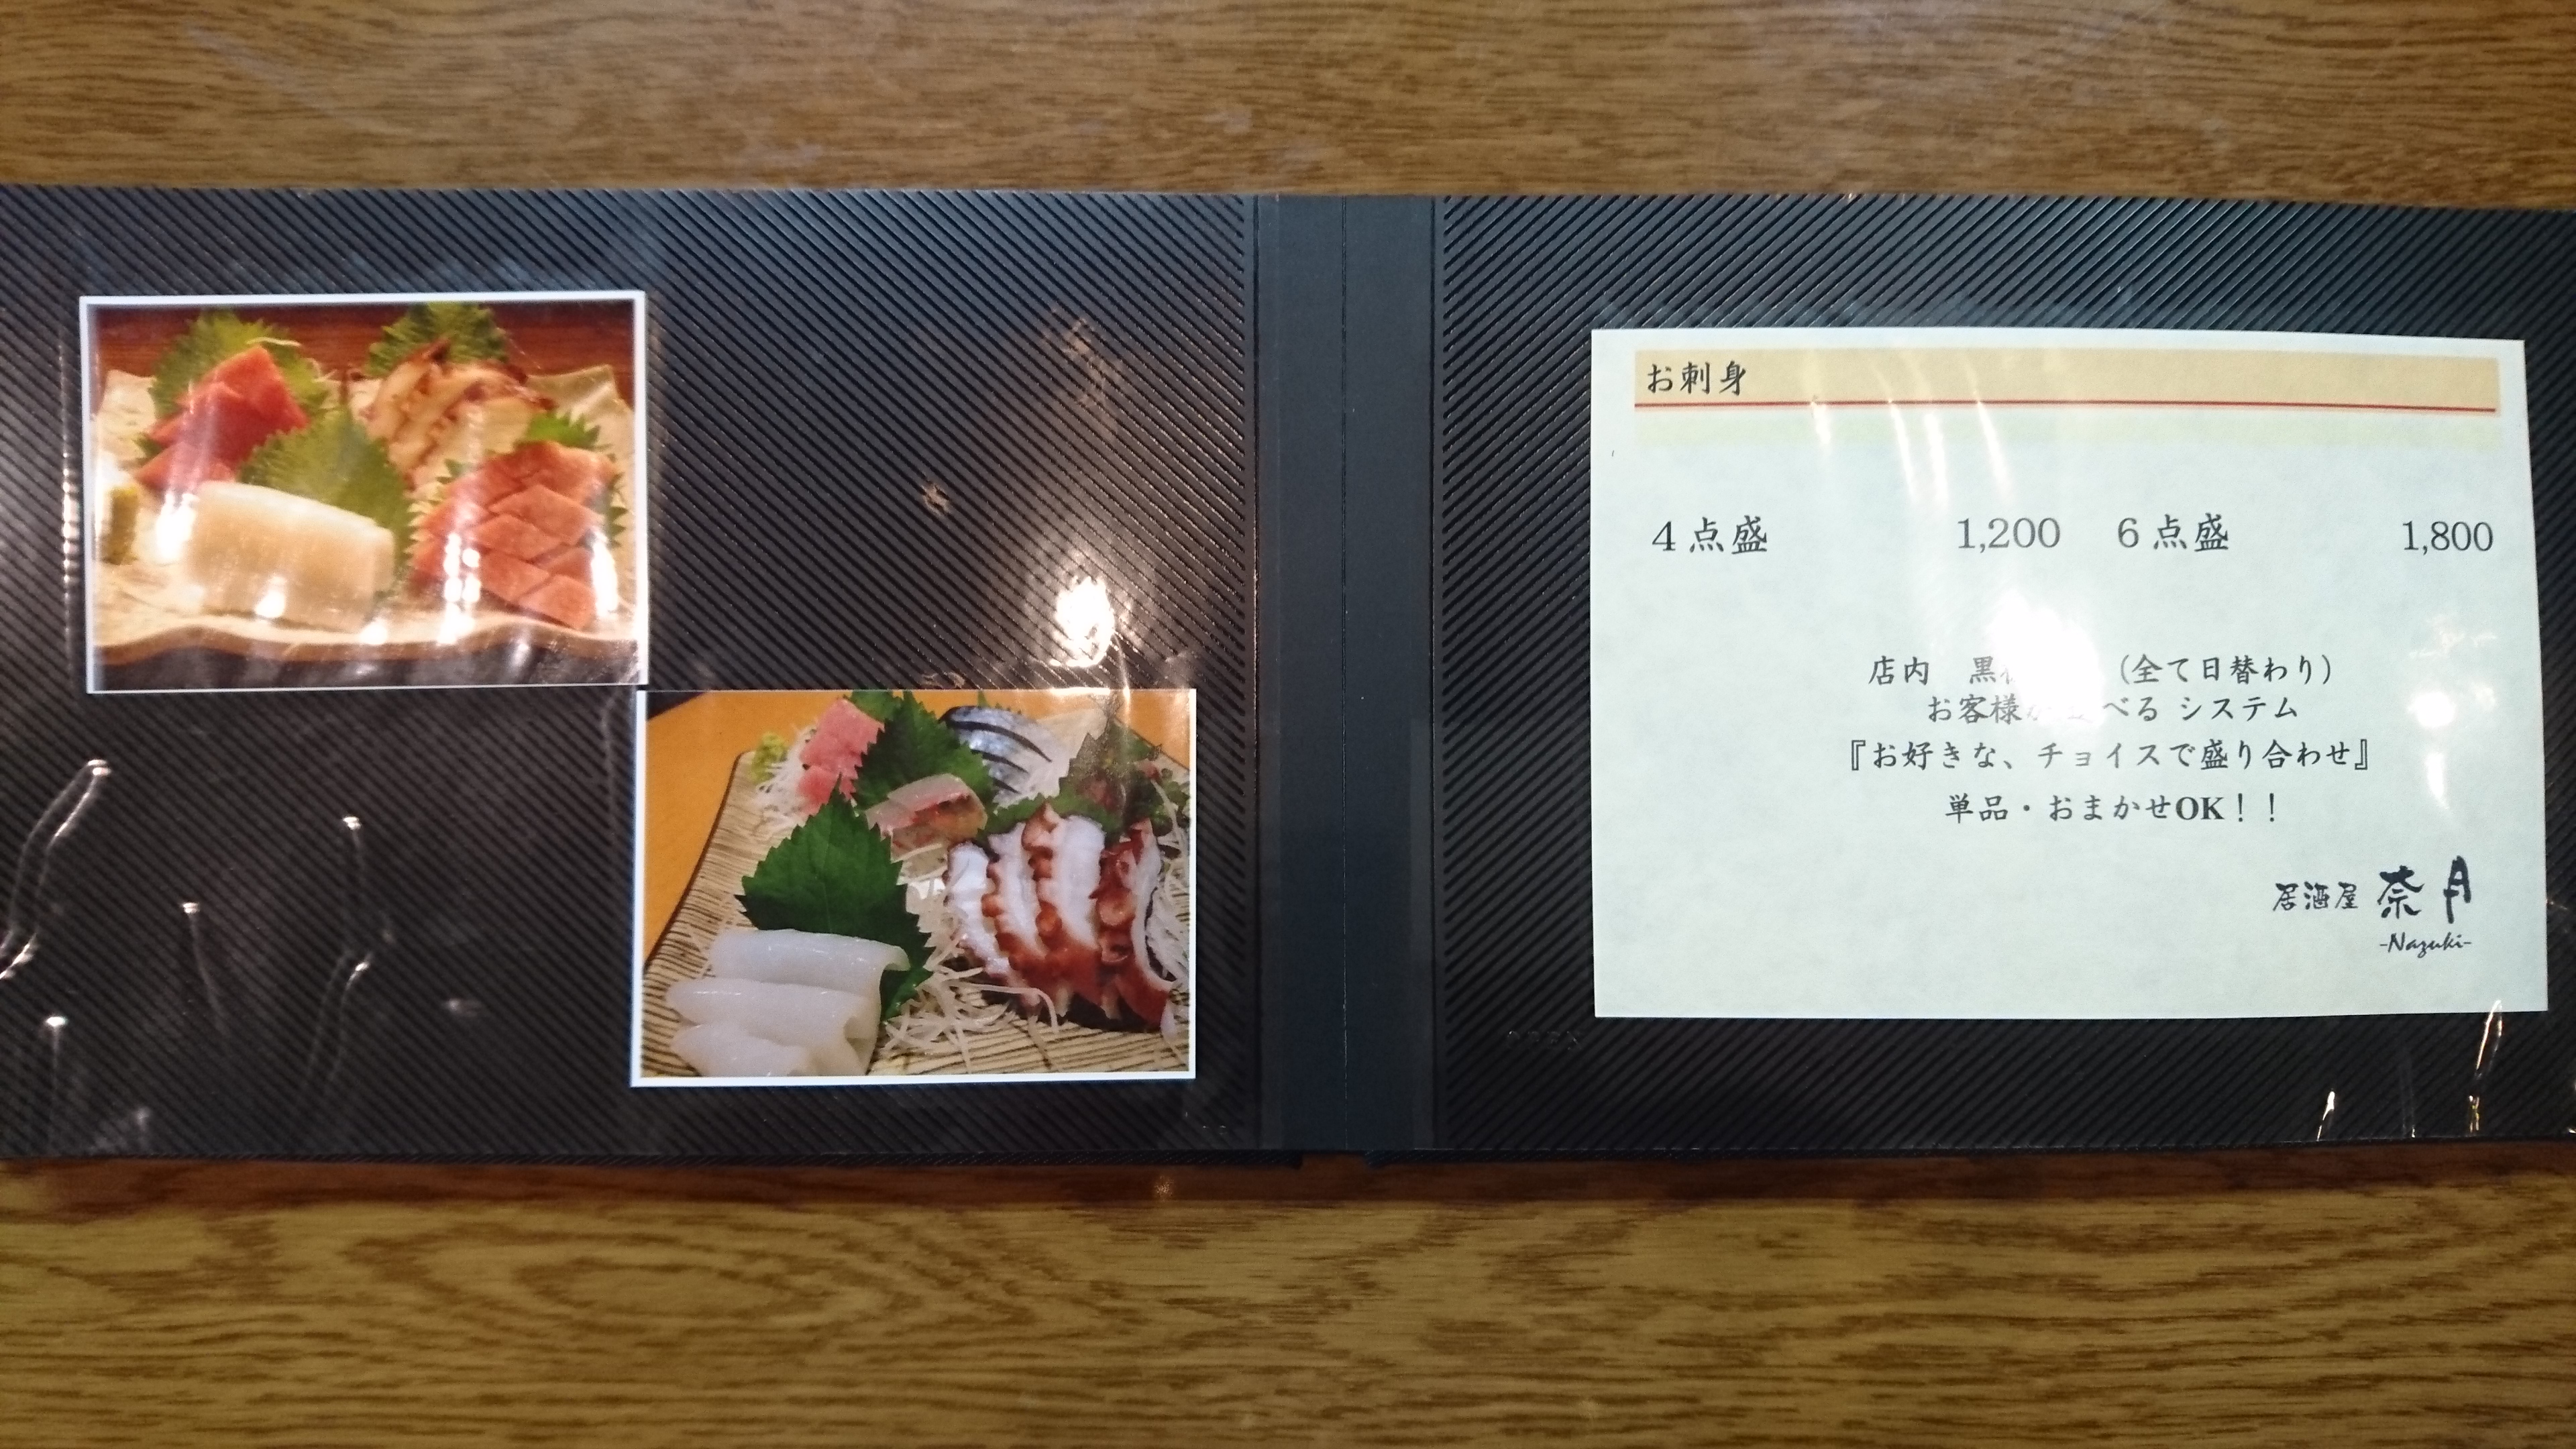 お刺身
4点盛 1,200 6点盛 1,800
店内 (全て日替わり)
お客様 べる システム
『お好きな、チョイスで盛り合わせ』
単品・おまかせOK!!
居酒屋 奈月
-Nazuki-